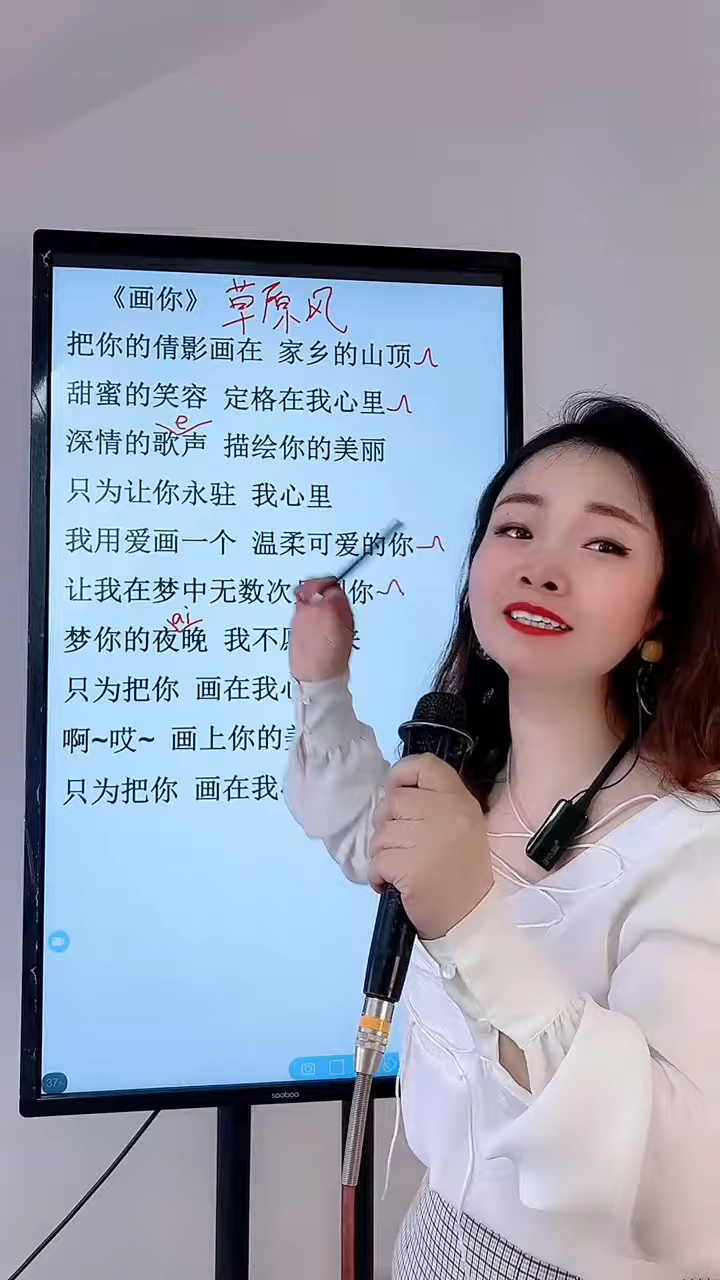 《画你》 草原风
把你的倩影画在 家乡的山顶
甜蜜的笑容 定格在我心里
e
深情的歌声 描绘你的美丽
只为让你永驻 我心里
我用爱画一个 温柔可爱的你
让我在梦中无数次 你~
ai
梦你的夜晚 我不
只为把你 画在我
啊~哎~ 画上你的
只为把你 画在我
37%
sooboo